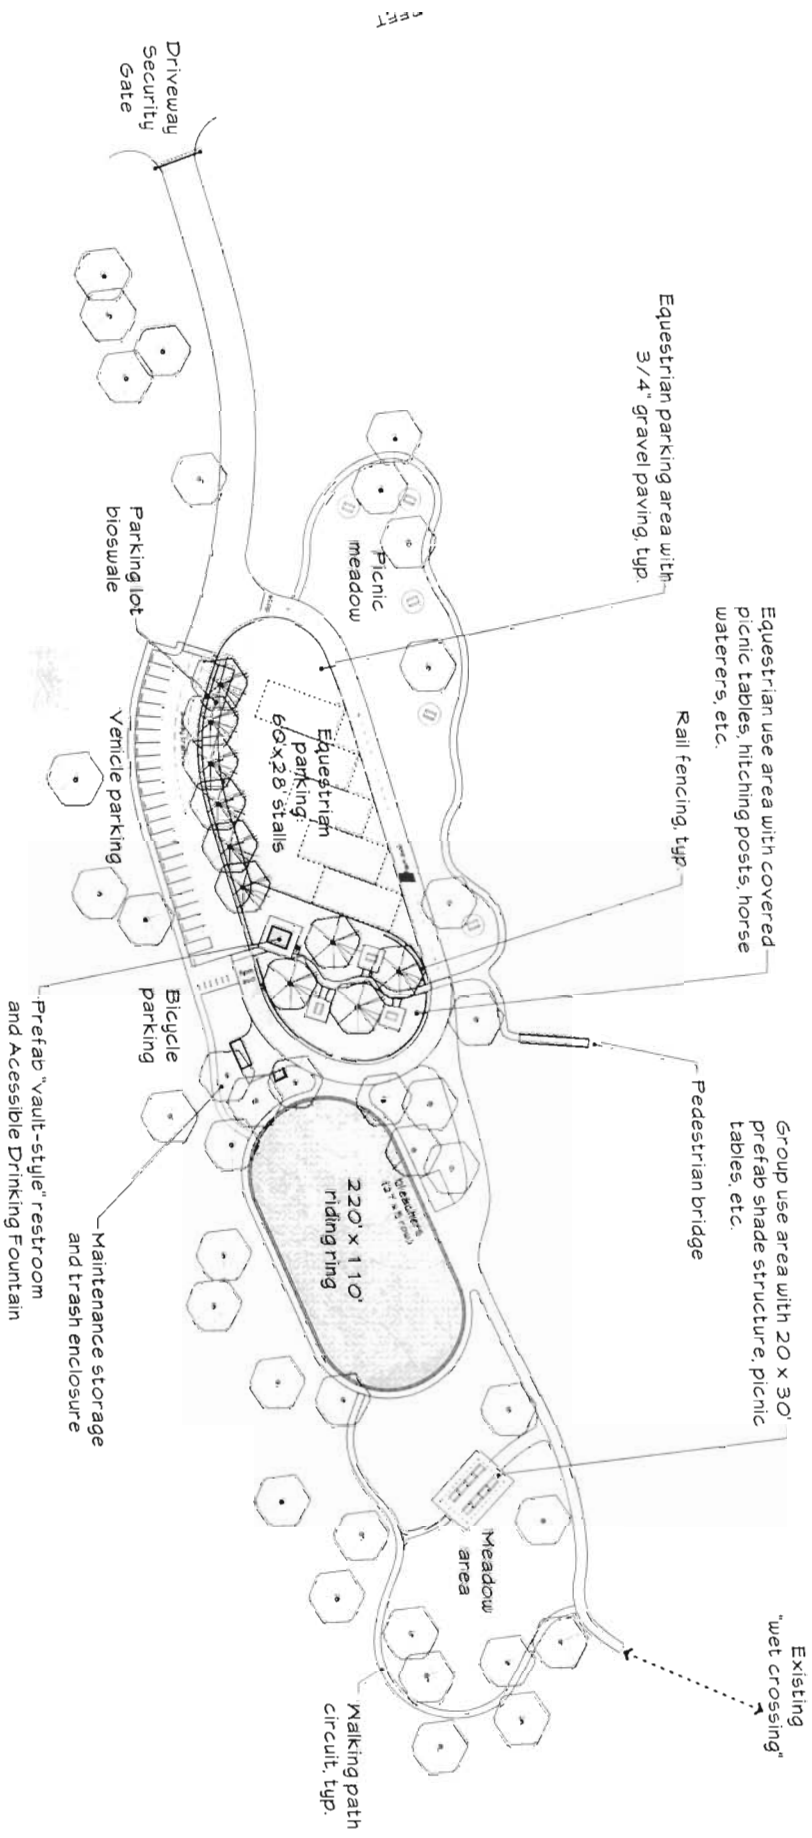 Driveway
Security
Gate
Equestrian parking area with
3/4" gravel paving, typ.
Equestrian use area with covered
picnic tables, hitching posts, horse
waterers, etc.
Rail fencing, typ.
Pedestrian bridge
Group use area with 20 x 30'
prefab shade structure, picnic
tables, etc.
Existing
"wet crossing"
Picnic
meadow
Parking lot
bioswale
Equestrian
parking:
60x28 stalls
Vehicle parking
Bicycle
parking
Prefab "vault-style" restroom
and Acessible Drinking Fountain
Maintenance storage
and trash enclosure
bleachers
220' x 110'
riding ring
Meadow
area
Walking path
circuit, typ.